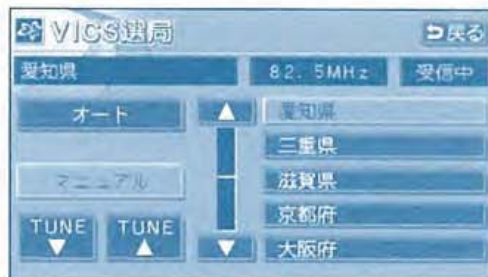 VICS選局 戻る
愛知県 82.5MHz 受信中
オート
マニュアル
TUNE ▼ TUNE ▲
▲
▼
愛知県
三重県
滋賀県
京都府
大阪府